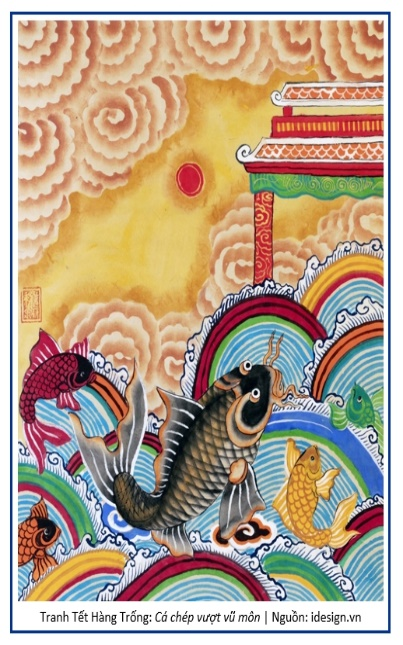 Tranh Tết Hàng Trống: Cá chép vượt vũ môn | Nguồn: idesign.vn